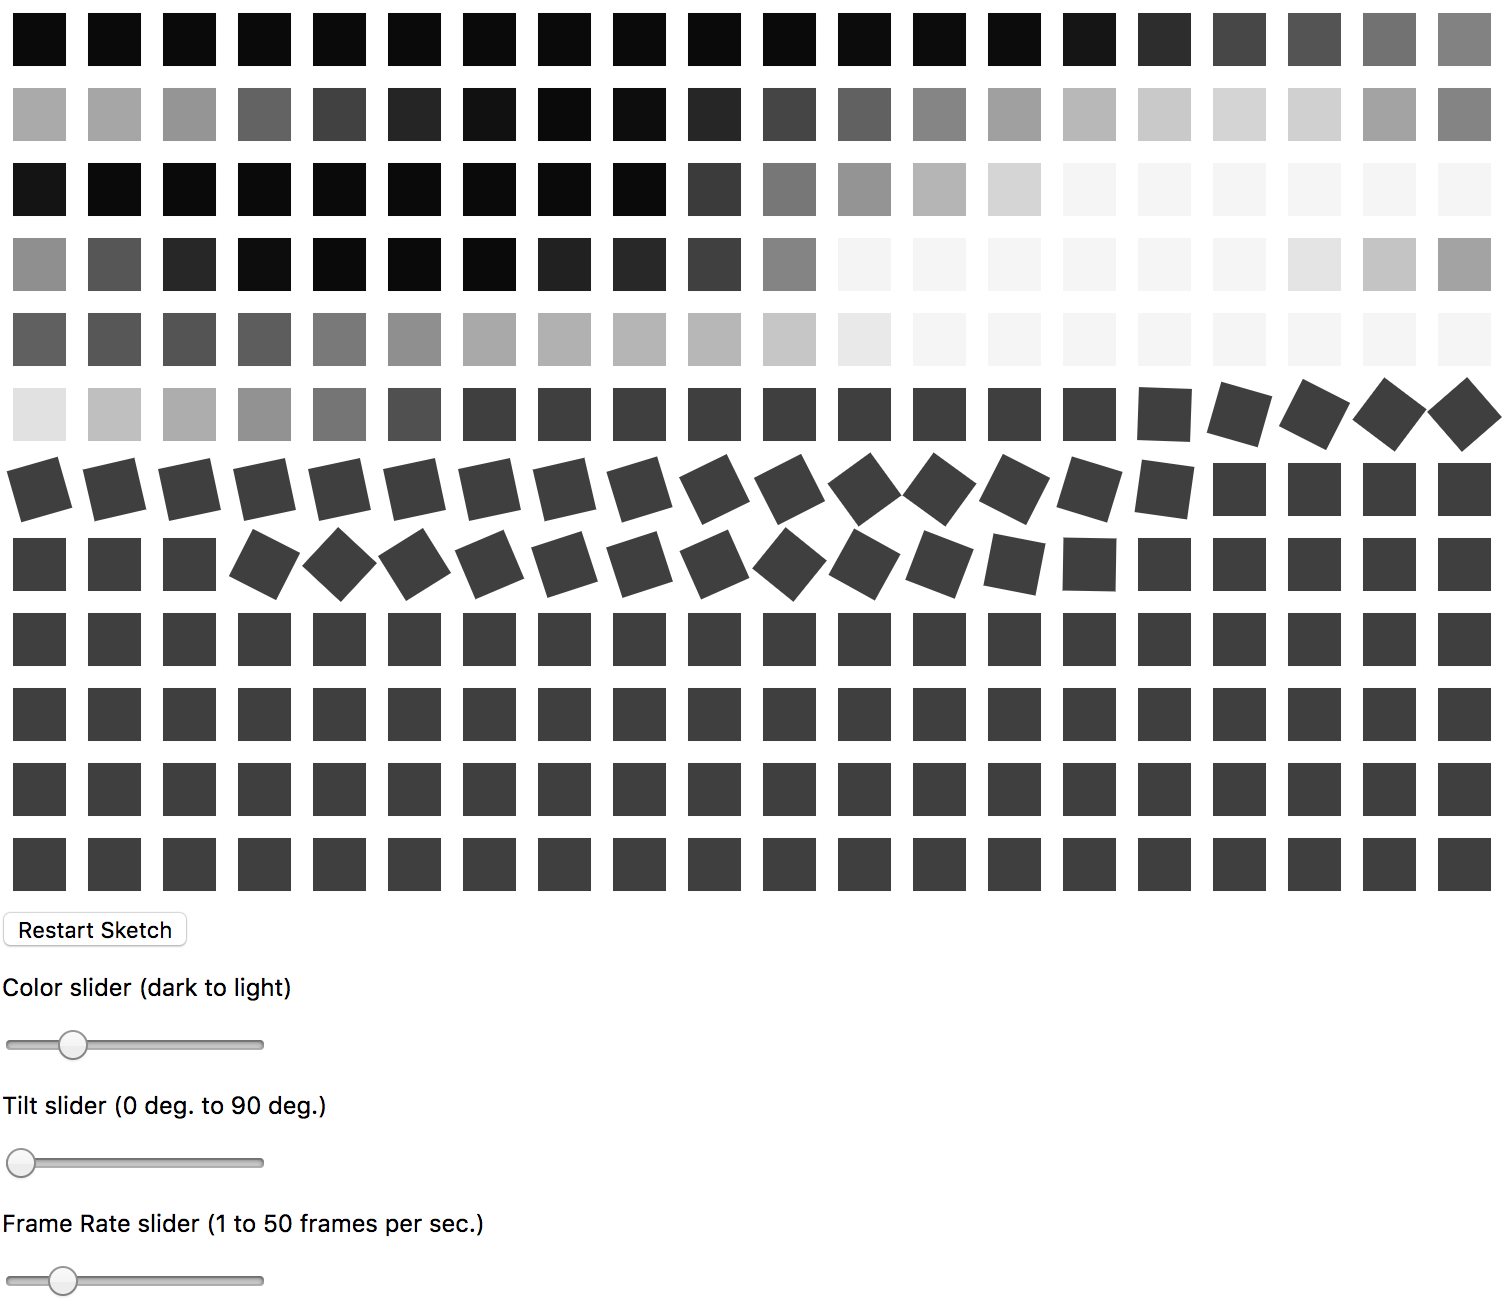 Restart Sketch
Color slider (dark to light)
Tilt slider (0 deg. to 90 deg.)
Frame Rate slider (1 to 50 frames per sec.)